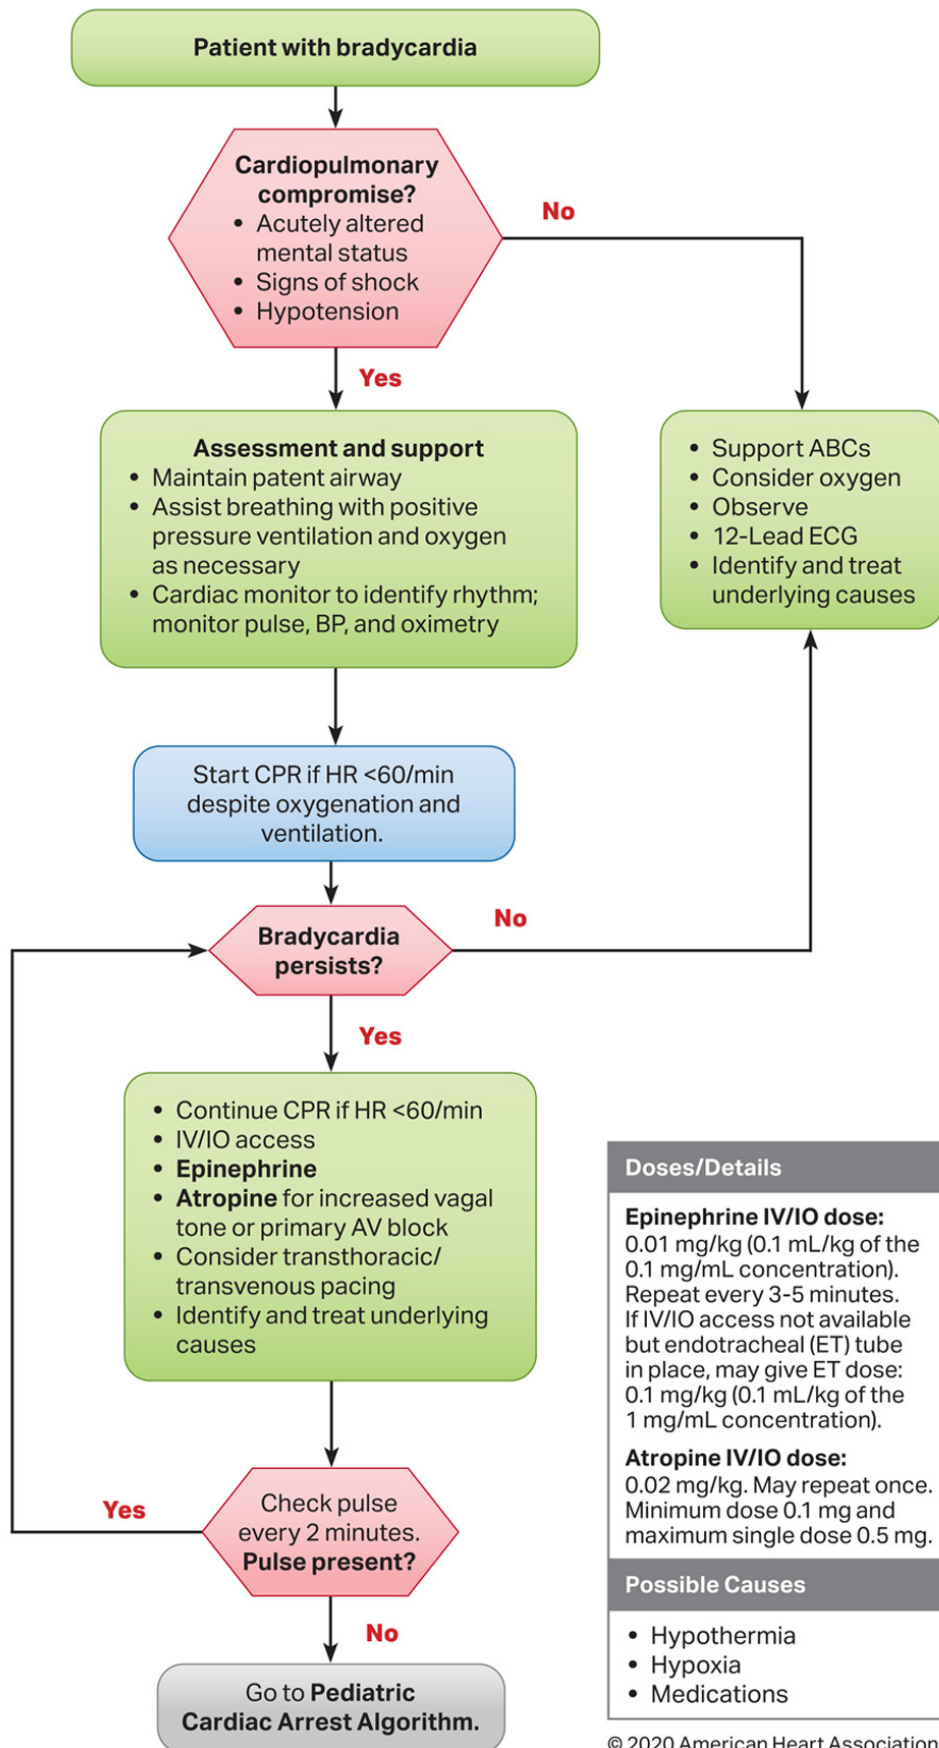 Patient with bradycardia
Cardiopulmonary
compromise?
• Acutely altered
mental status
• Signs of shock
• Hypotension
No
Yes
Assessment and support
• Maintain patent airway
• Assist breathing with positive
pressure ventilation and oxygen
as necessary
• Cardiac monitor to identify rhythm;
monitor pulse, BP, and oximetry
• Support ABCs
• Consider oxygen
• Observe
• 12-Lead ECG
• Identify and treat
underlying causes
Start CPR if HR <60/min
despite oxygenation and
ventilation.
Bradycardia
persists?
No
Yes
• Continue CPR if HR <60/min
• IV/IO access
• Epinephrine
• Atropine for increased vagal
tone or primary AV block
• Consider transthoracic/
transvenous pacing
• Identify and treat underlying
causes
Check pulse
every 2 minutes.
Pulse present?
Yes
No
Go to Pediatric
Cardiac Arrest Algorithm.
Doses/Details
Epinephrine IV/IO dose:
0.01 mg/kg (0.1 mL/kg of the
0.1 mg/mL concentration).
Repeat every 3-5 minutes.
If IV/IO access not available
but endotracheal (ET) tube
in place, may give ET dose:
0.1 mg/kg (0.1 mL/kg of the
1 mg/mL concentration).
Atropine IV/IO dose:
0.02 mg/kg. May repeat once.
Minimum dose 0.1 mg and
maximum single dose 0.5 mg.
Possible Causes
• Hypothermia
• Hypoxia
• Medications
© 2020 American Heart Association